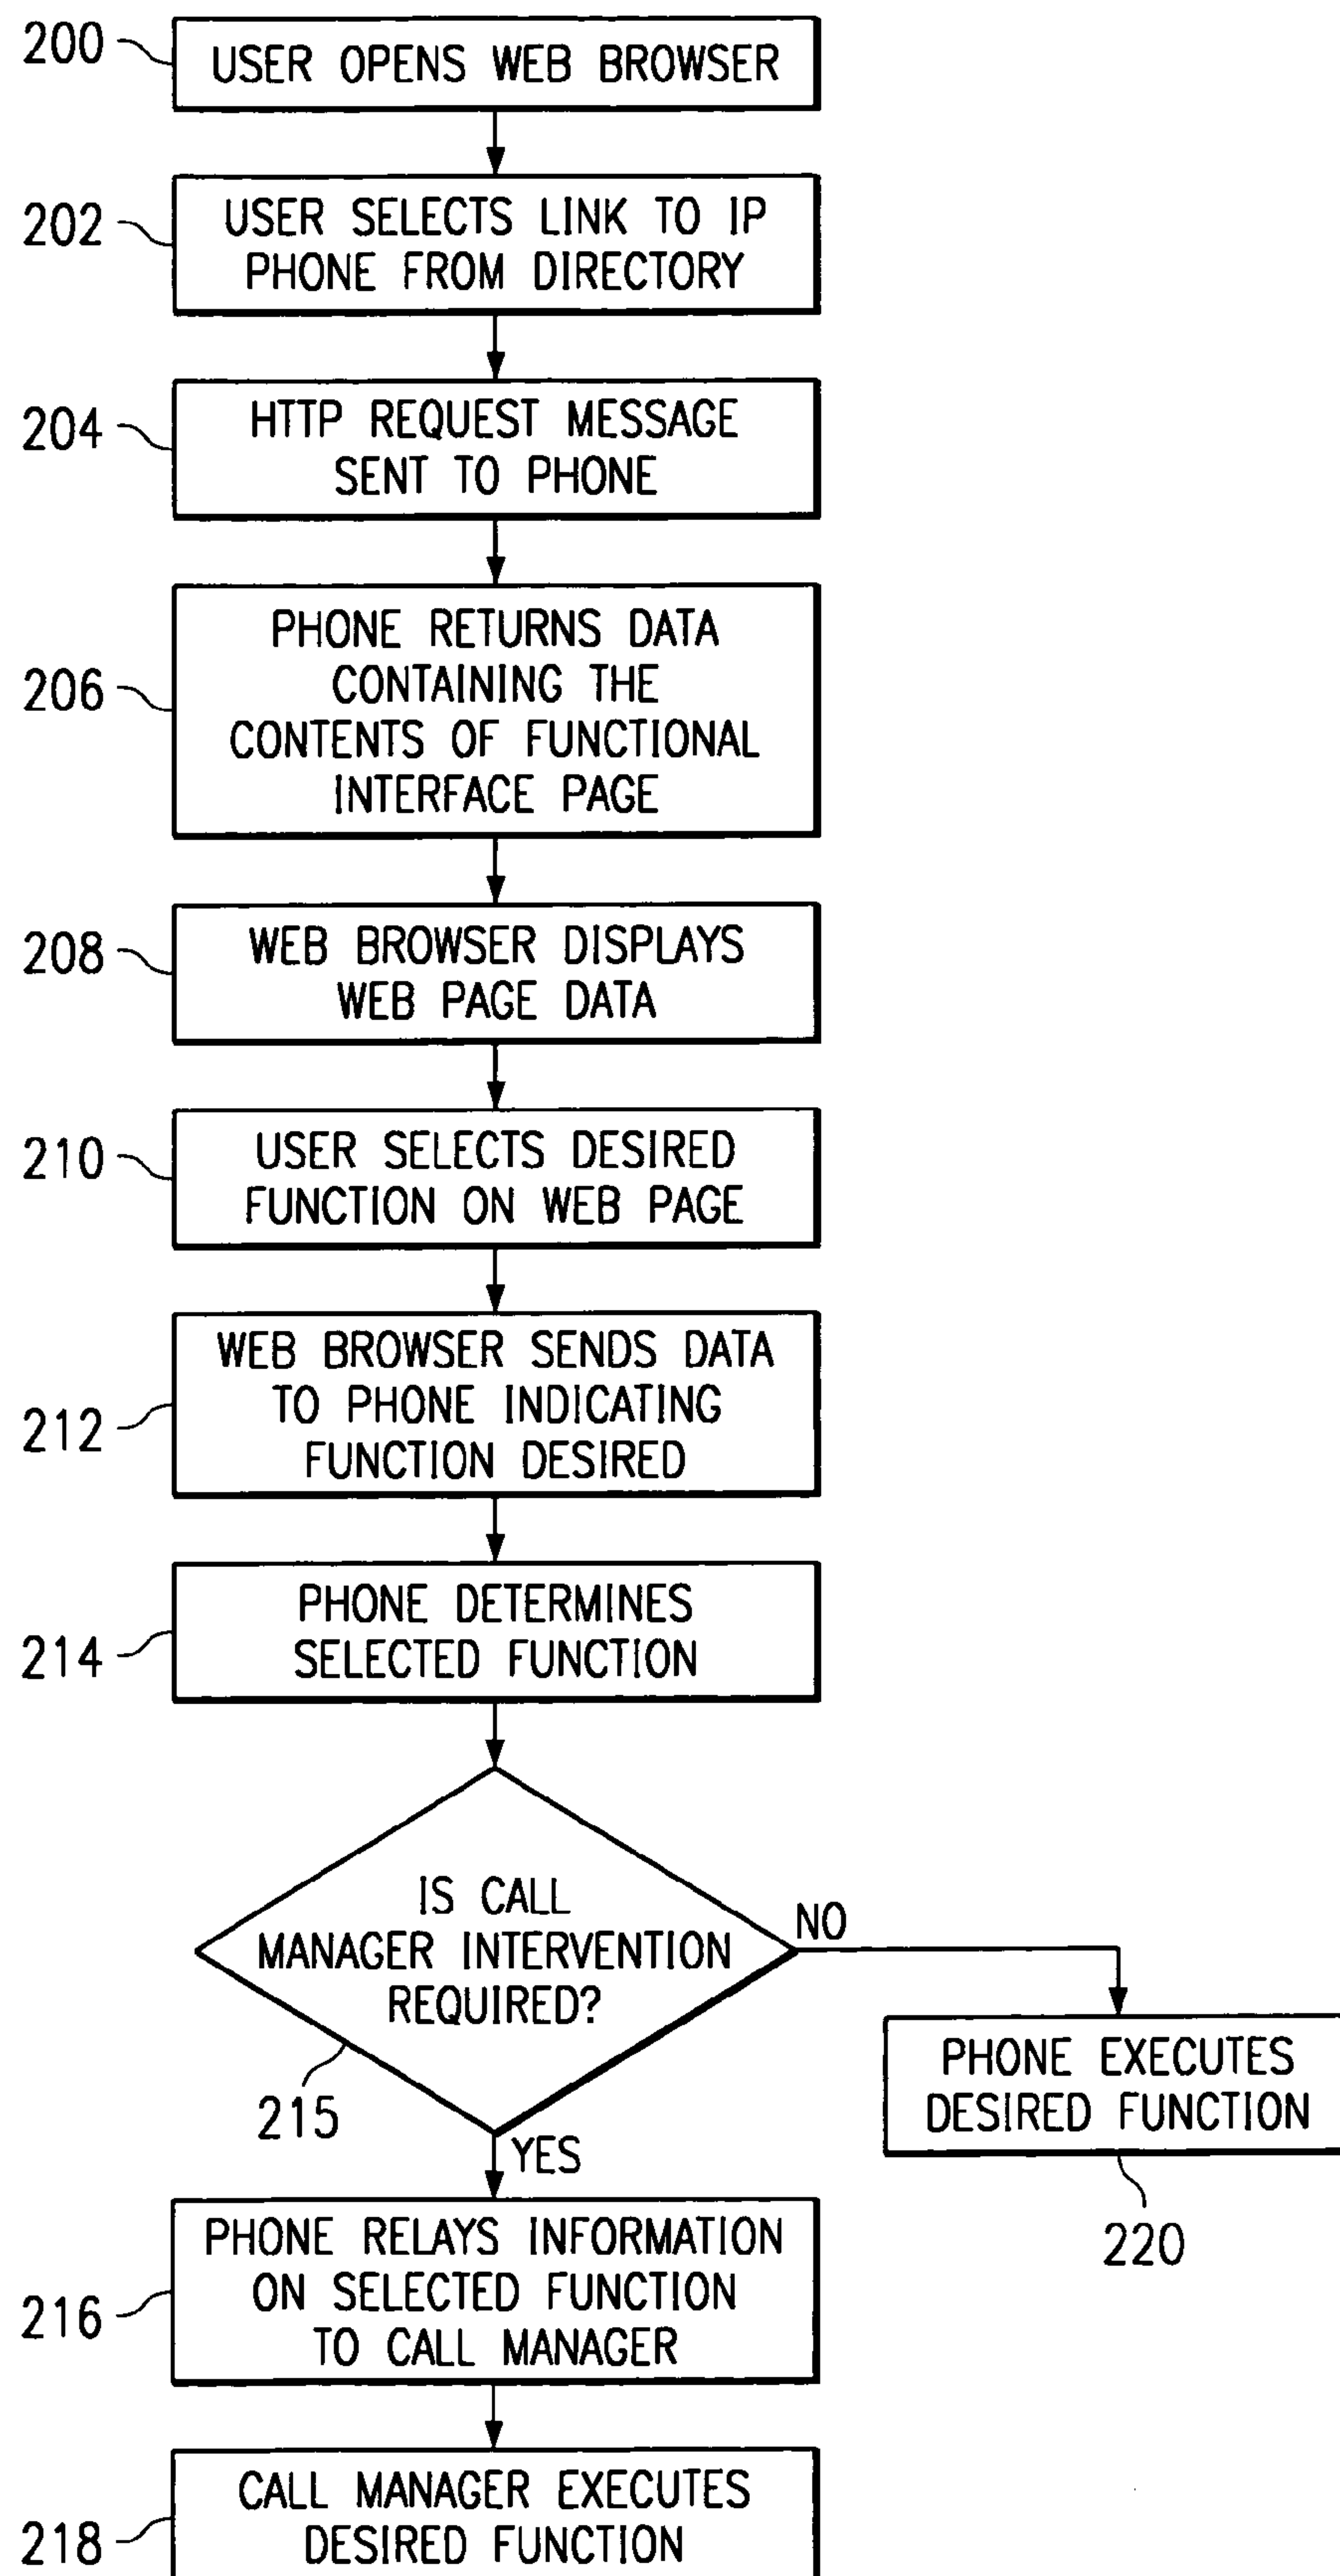 200
USER OPENS WEB BROWSER
202
USER SELECTS LINK TO IP
PHONE FROM DIRECTORY
204
HTTP REQUEST MESSAGE
SENT TO PHONE
206
PHONE RETURNS DATA
CONTAINING THE
CONTENTS OF FUNCTIONAL
INTERFACE PAGE
208
WEB BROWSER DISPLAYS
WEB PAGE DATA
210
USER SELECTS DESIRED
FUNCTION ON WEB PAGE
212
WEB BROWSER SENDS DATA
TO PHONE INDICATING
FUNCTION DESIRED
214
PHONE DETERMINES
SELECTED FUNCTION
IS CALL
MANAGER INTERVENTION
REQUIRED?
215
NO
PHONE EXECUTES
DESIRED FUNCTION
220
YES
216
PHONE RELAYS INFORMATION
ON SELECTED FUNCTION
TO CALL MANAGER
218
CALL MANAGER EXECUTES
DESIRED FUNCTION